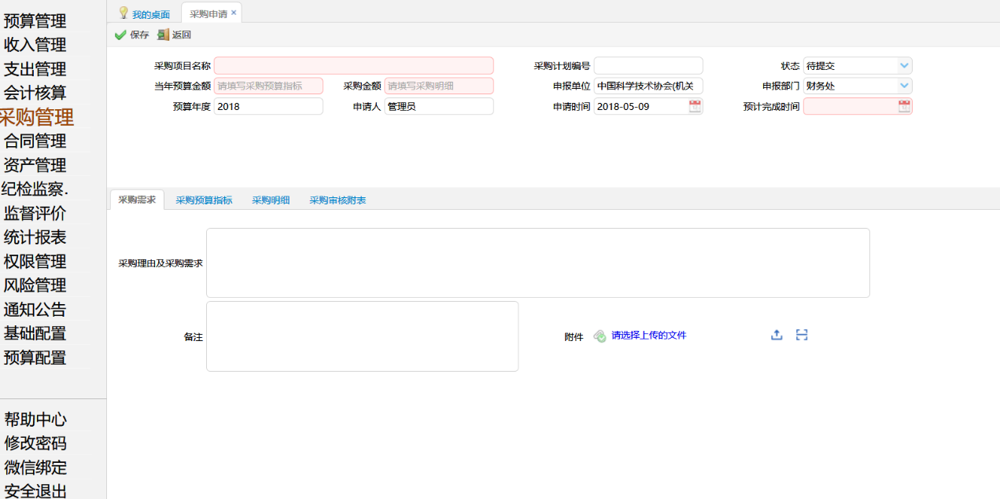 预算管理
收入管理
支出管理
会计核算
采购管理
合同管理
资产管理
纪检监察.
监督评价
统计报表
权限管理
风险管理
通知公告
基础配置
预算配置
帮助中心
修改密码
微信绑定
安全退出
我的桌面 采购申请 ×
保存 返回
采购项目名称 采购计划编号 状态 待提交
当年预算金额 请填写采购预算指标 采购金额 请填写采购明细 申报单位 中国科学技术协会(机关 申报部门 财务处
预算年度 2018 申请人 管理员 申请时间 2018-05-09 预计完成时间
采购需求 采购预算指标 采购明细 采购审核附表
采购理由及采购需求
备注 附件 请选择上传的文件